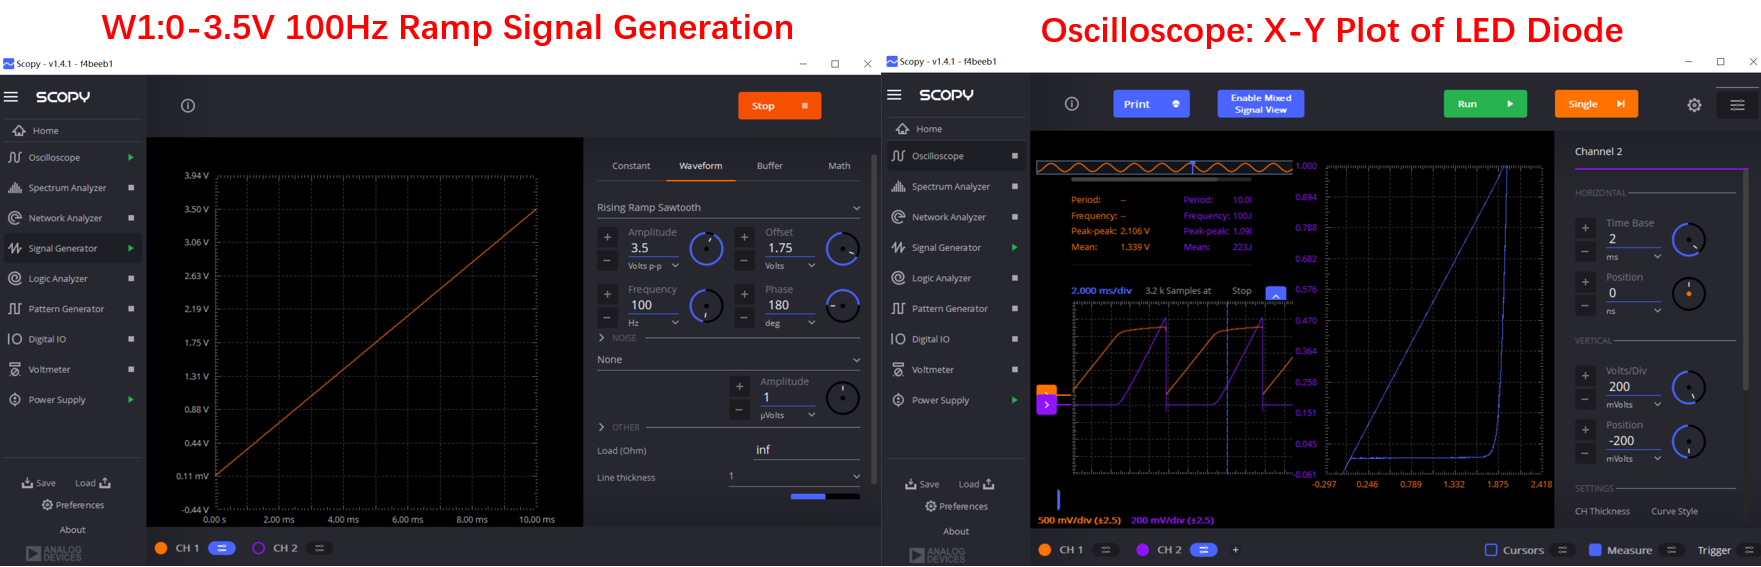 W1:0-3.5V 100Hz Ramp Signal Generation
Scopy - v1.4.1 - f4beeb1
SCOPY
Stop
Home
Oscilloscope
Spectrum Analyzer
Network Analyzer
Signal Generator
Logic Analyzer
Pattern Generator
Digital IO
Voltmeter
Power Supply
Save Load
Preferences
About
ANALOG DEVICES
3.94 V
3.50 V
3.06 V
2.63 V
2.19 V
1.75 V
1.31 V
0.88 V
0.44 V
0.11 mV
-0.44 V
0.00 s 2.00 ms 4.00 ms 6.00 ms 8.00 ms 10.00 ms
Constant Waveform Buffer Math
Rising Ramp Sawtooth
Amplitude Offset
3.5 1.75
Volts p-p Volts
Frequency Phase
100 180
Hz deg
NOISE
None
Amplitude
1
µVolts
OTHER
Load (Ohm) inf
Line thickness 1
CH 1 CH 2
Oscilloscope: X-Y Plot of LED Diode
Scopy - v1.4.1 - f4beeb1
SCOPY
Print
Enable Mixed
Signal View
Run
Single
Home
Oscilloscope
Spectrum Analyzer
Network Analyzer
Signal Generator
Logic Analyzer
Pattern Generator
Digital IO
Voltmeter
Power Supply
Save Load
Preferences
About
ANALOG DEVICES
Period: -- Period: 10.0
Frequency: -- Frequency: 100.
Peak-peak: 2.106 V Peak-peak: 1.09
Mean: 1.339 V Mean: 223.
2.000 ms/div 3.2 k Samples at Stop
500 mV/div (±2.5) 200 mV/div (±2.5)
1.000
0.894
0.788
0.682
0.576
0.470
0.364
0.258
0.151
0.045
-0.061
-0.297 0.246 0.789 1.332 1.875 2.418
Channel 2
HORIZONTAL
Time Base
2
ms
Position
0
ns
VERTICAL
Volts/Div
200
mVolts
Position
-200
mVolts
SETTINGS
CH Thickness Curve Style
CH 1 CH 2 +
Cursors Measure Trigger